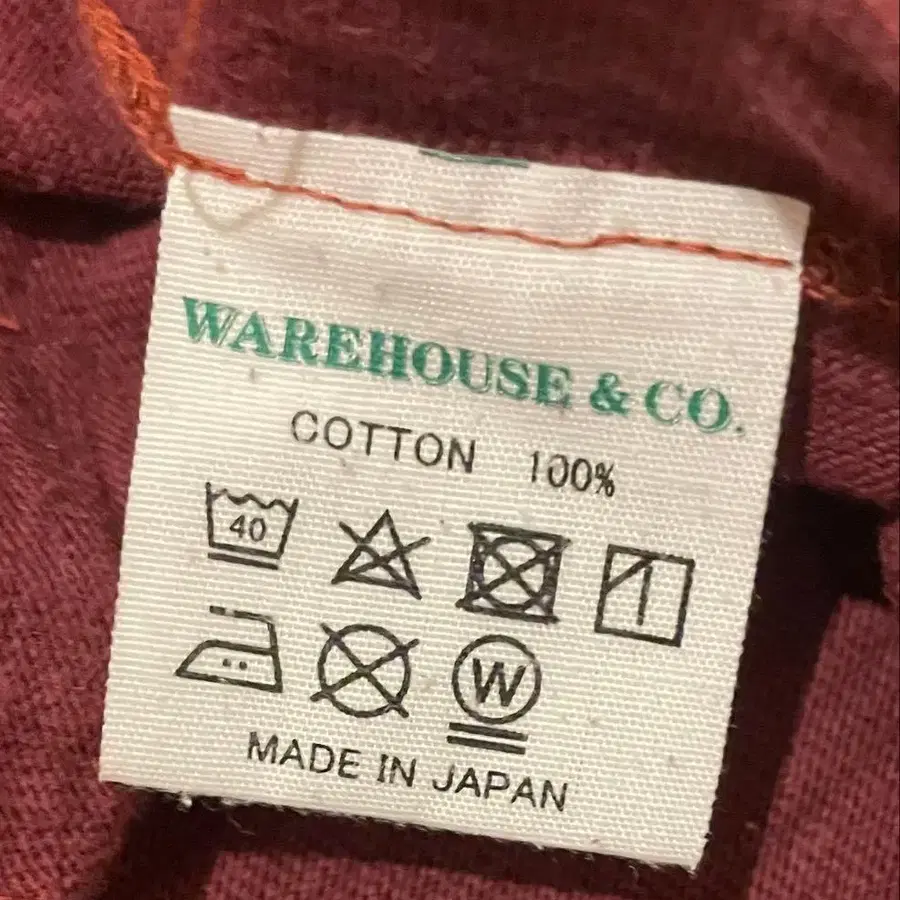 WAREHOUSE & CO.
COTTON 100%
40
W
MADE IN JAPAN